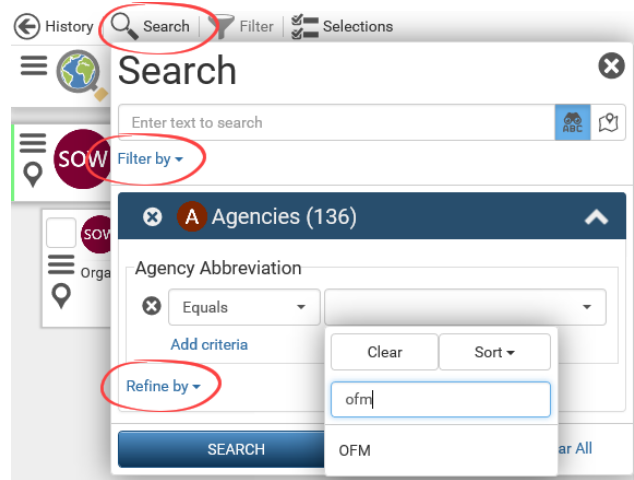 History Search Filter Selections
Search
Enter text to search
ABC
Filter by
SOW
A Agencies (136)
SOW
Orga
Agency Abbreviation
Equals
Add criteria
Clear Sort
Refine by
ofm
SEARCH
OFM
ar All